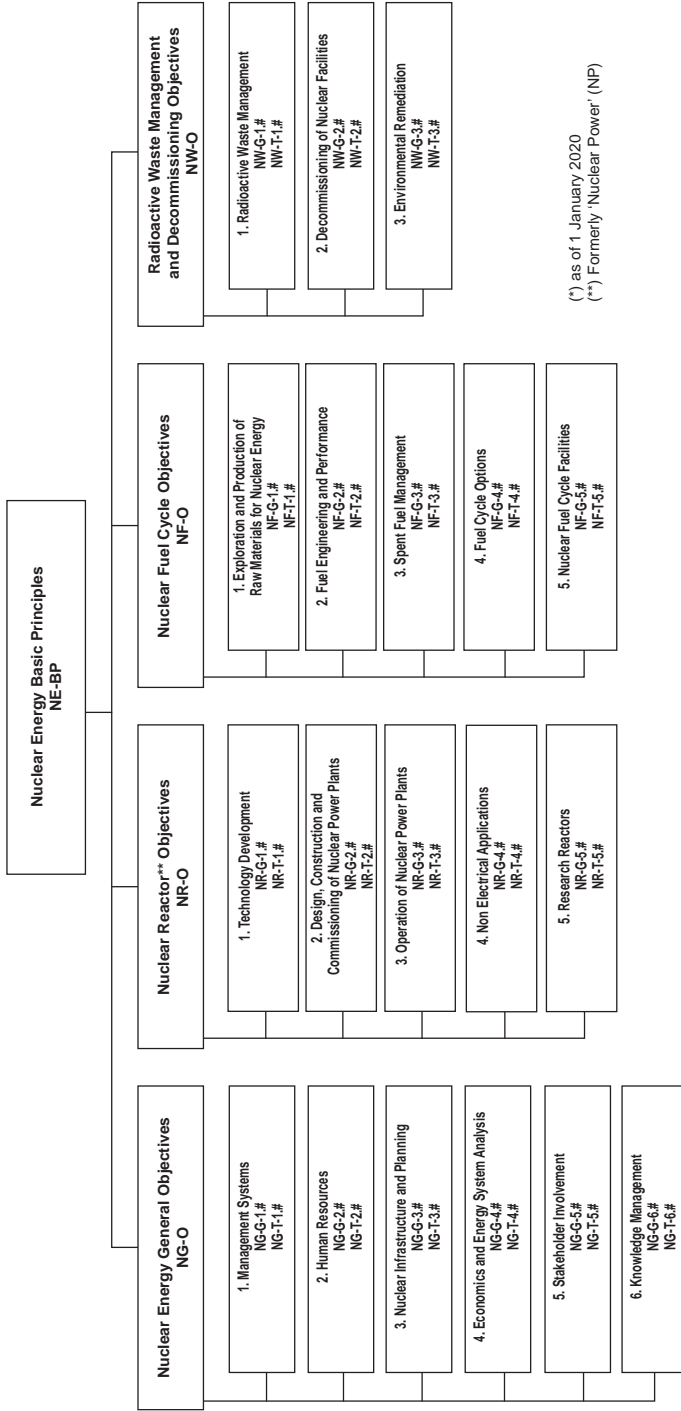 Nuclear Energy Basic Principles
NE-BP
Nuclear Energy General Objectives
NG-O
1. Management Systems
NG-G-1.#
NG-T-1.#
2. Human Resources
NG-G-2.#
NG-T-2.#
3. Nuclear Infrastructure and Planning
NG-G-3.#
NG-T-3.#
4. Economics and Energy System Analysis
NG-G-4.#
NG-T-4.#
5. Stakeholder Involvement
NG-G-5.#
NG-T-5.#
6. Knowledge Management
NG-G-6.#
NG-T-6.#
Nuclear Reactor** Objectives
NR-O
1. Technology Development
NR-G-1.#
NR-T-1.#
2. Design, Construction and
Commissioning of Nuclear Power Plants
NR-G-2.#
NR-T-2.#
3. Operation of Nuclear Power Plants
NR-G-3.#
NR-T-3.#
4. Non Electrical Applications
NR-G-4.#
NR-T-4.#
5. Research Reactors
NR-G-5.#
NR-T-5.#
Nuclear Fuel Cycle Objectives
NF-O
1. Exploration and Production of
Raw Materials for Nuclear Energy
NF-G-1.#
NF-T-1.#
2. Fuel Engineering and Performance
NF-G-2.#
NF-T-2.#
3. Spent Fuel Management
NF-G-3.#
NF-T-3.#
4. Fuel Cycle Options
NF-G-4.#
NF-T-4.#
5. Nuclear Fuel Cycle Facilities
NF-G-5.#
NF-T-5.#
Radioactive Waste Management
and Decommissioning Objectives
NW-O
1. Radioactive Waste Management
NW-G-1.#
NW-T-1.#
2. Decommissioning of Nuclear Facilities
NW-G-2.#
NW-T-2.#
3. Environmental Remediation
NW-G-3.#
NW-T-3.#
(*) as of 1 January 2020
(**) Formerly 'Nuclear Power' (NP)